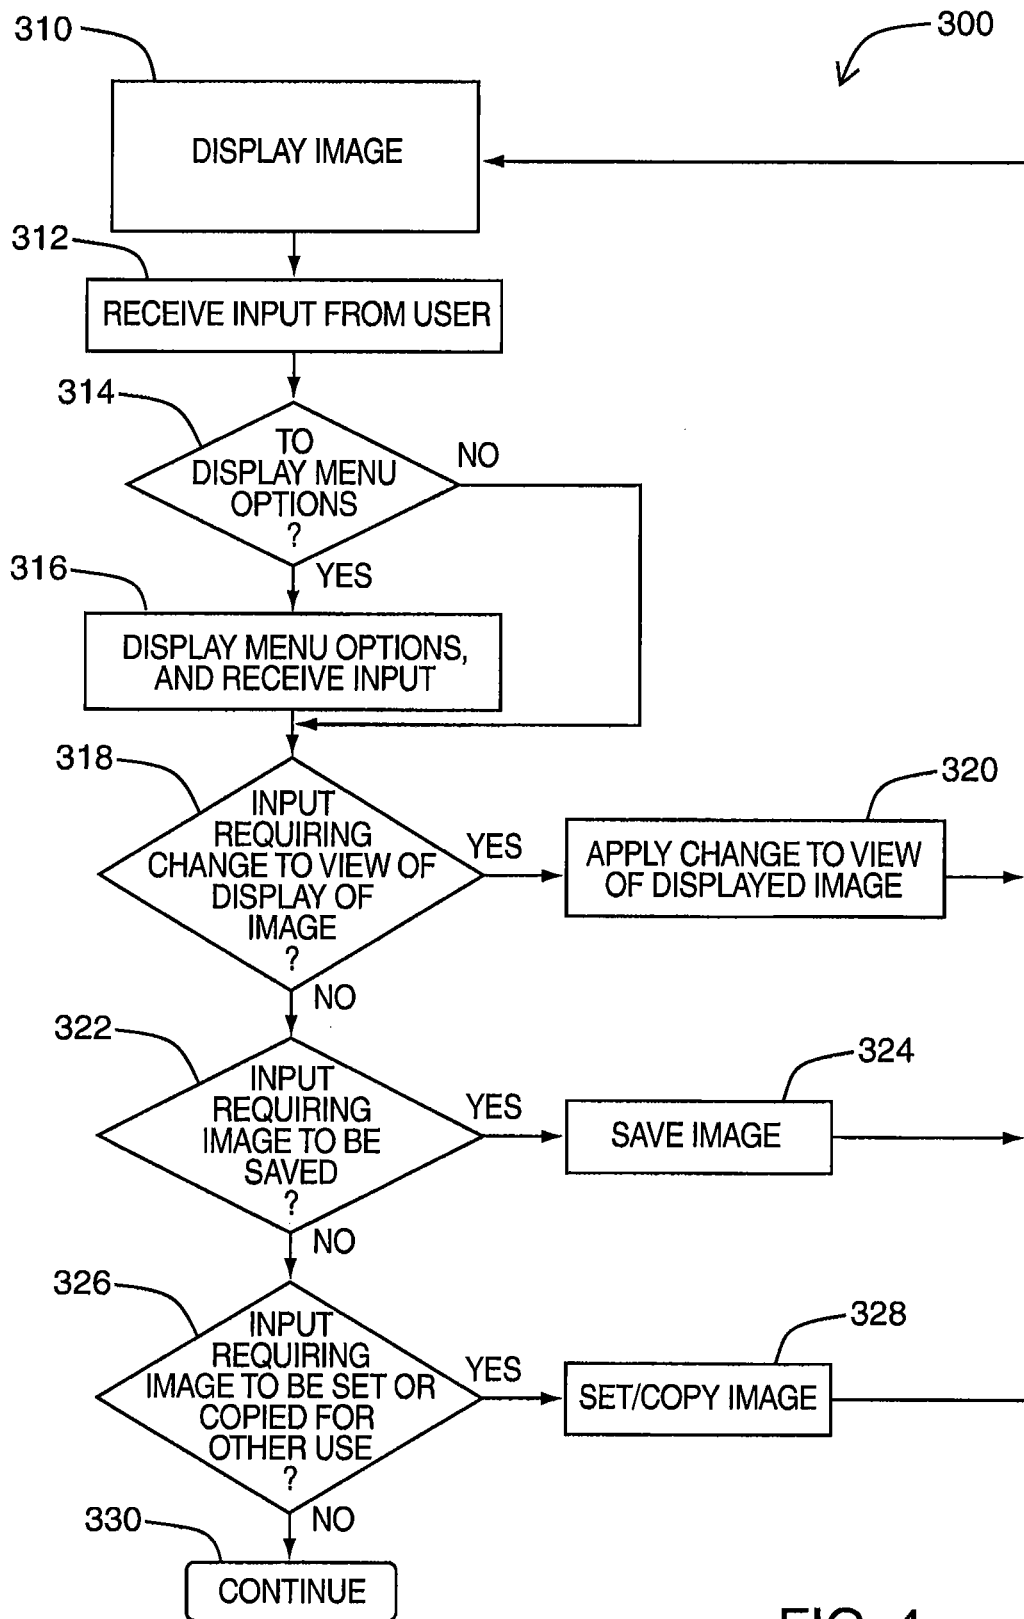 310
300
DISPLAY IMAGE
312
RECEIVE INPUT FROM USER
314
TO
DISPLAY MENU
OPTIONS
?
NO
YES
316
DISPLAY MENU OPTIONS,
AND RECEIVE INPUT
318
INPUT
REQUIRING
CHANGE TO VIEW OF
DISPLAY OF
IMAGE
?
YES
320
APPLY CHANGE TO VIEW
OF DISPLAYED IMAGE
NO
322
INPUT
REQUIRING
IMAGE TO BE
SAVED
?
YES
324
SAVE IMAGE
NO
326
INPUT
REQUIRING
IMAGE TO BE SET OR
COPIED FOR
OTHER USE
?
YES
328
SET/COPY IMAGE
NO
330
CONTINUE
FIG. 4